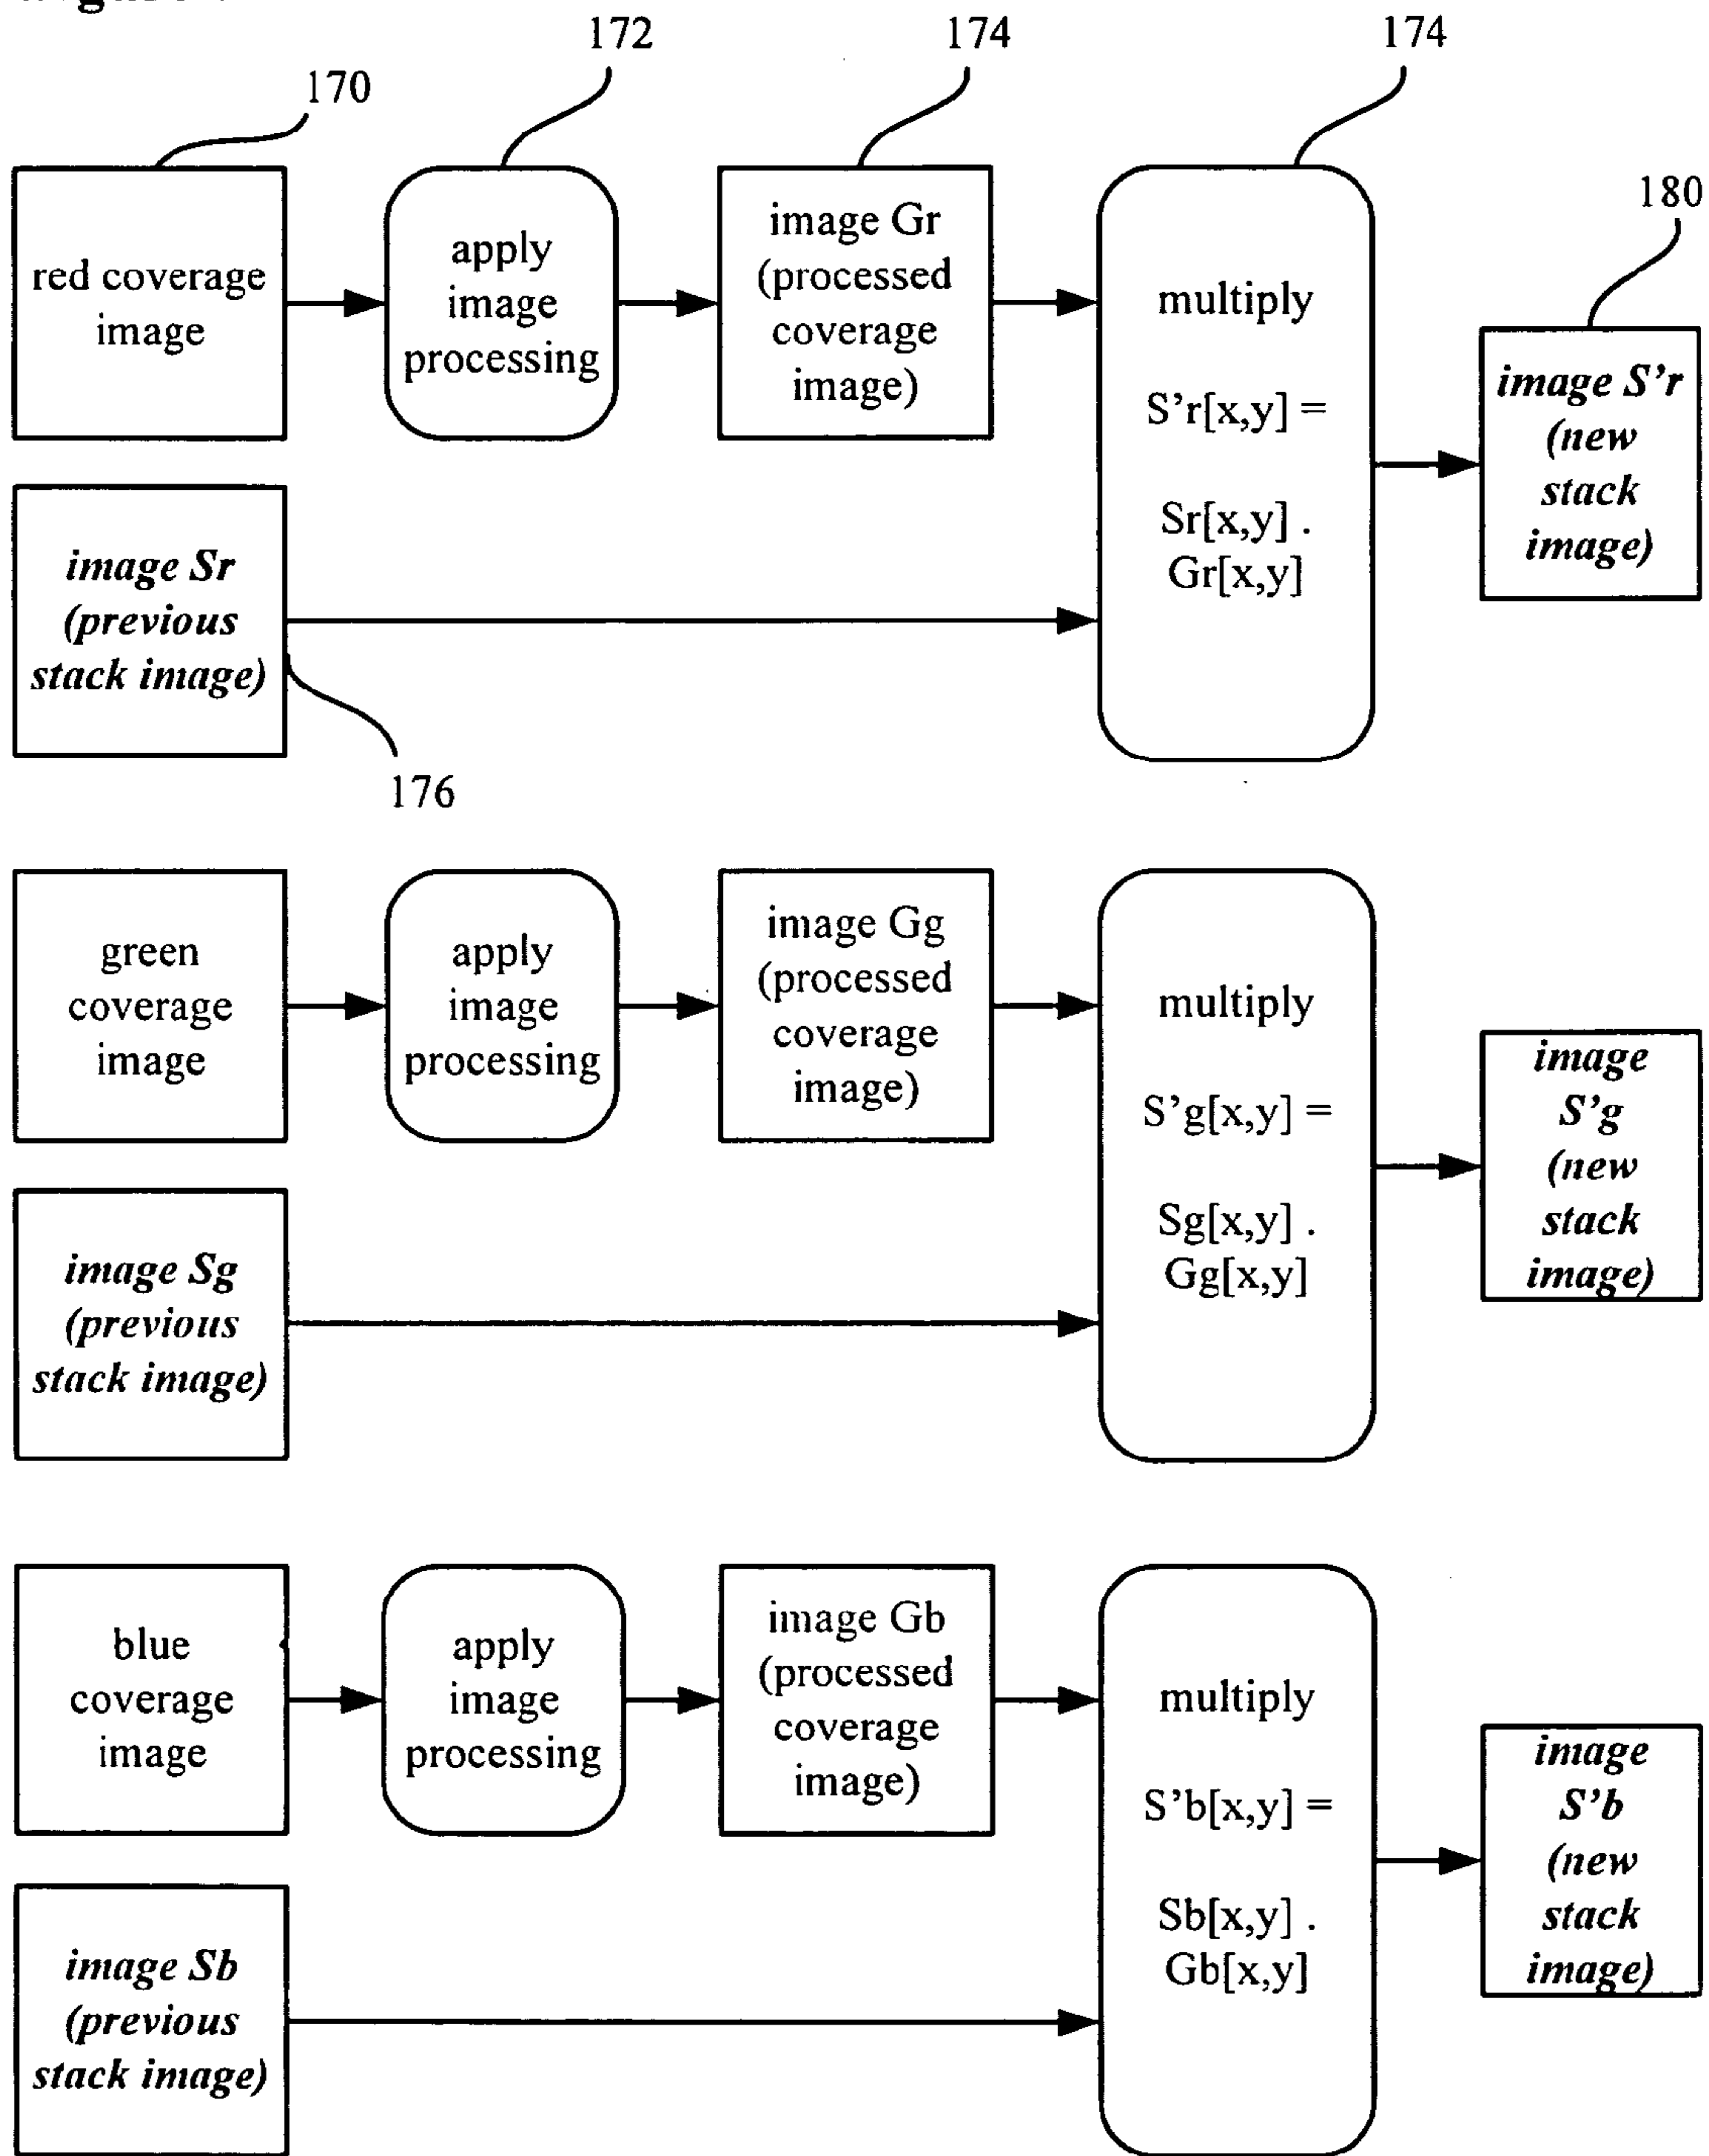 172
174
174
170
180
red coverage
image
apply
image
processing
image Gr
(processed
coverage
image)
multiply
S'r[x,y] =
Sr[x,y] .
Gr[x,y]
image S'r
(new
stack
image)
image Sr
(previous
stack image)
176
green
coverage
image
apply
image
processing
image Gg
(processed
coverage
image)
multiply
S'g[x,y] =
Sg[x,y] .
Gg[x,y]
image
S'g
(new
stack
image)
image Sg
(previous
stack image)
blue
coverage
image
apply
image
processing
image Gb
(processed
coverage
image)
multiply
S'b[x,y] =
Sb[x,y] .
Gb[x,y]
image
S'b
(new
stack
image)
image Sb
(previous
stack image)